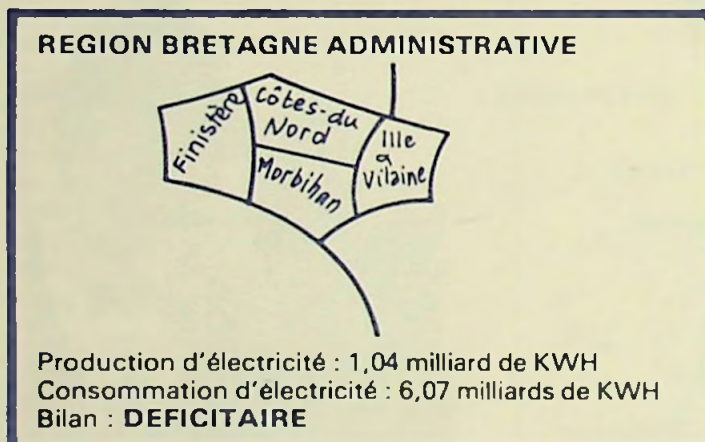 REGION BRETAGNE ADMINISTRATIVE
Finistère
Côtes-du
Nord
Morbihan
Ille
&
Vilaine
Production d'électricité : 1,04 milliard de KWH
Consommation d'électricité : 6,07 milliards de KWH
Bilan : DEFICITAIRE